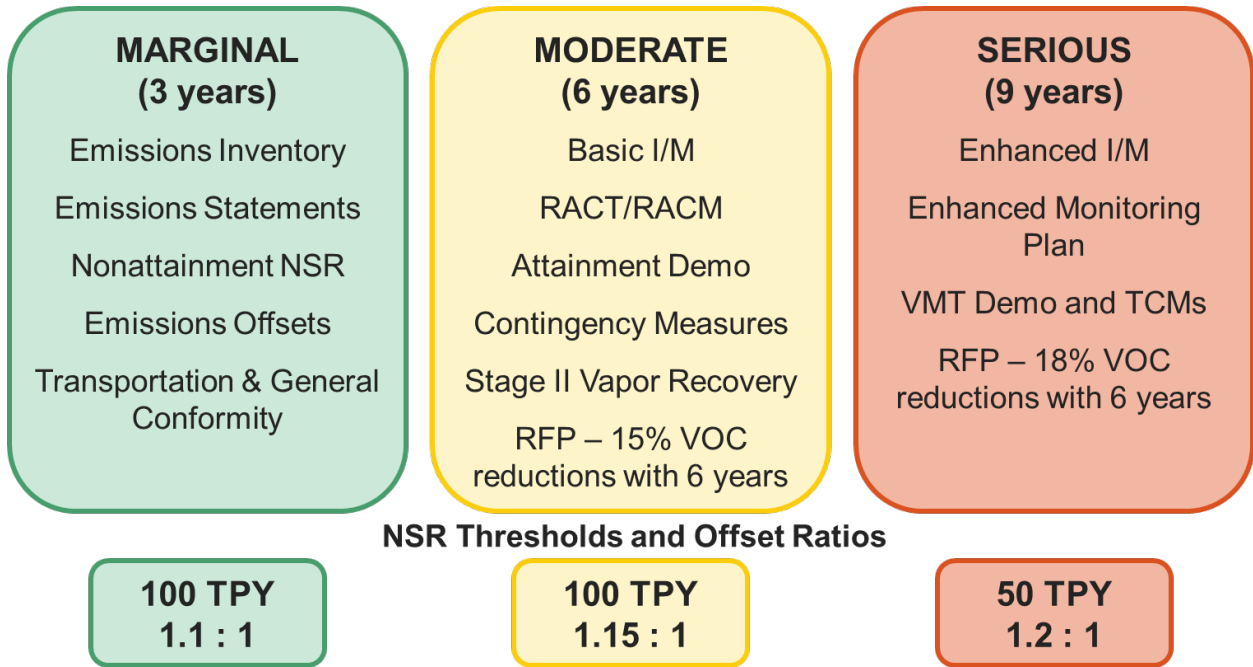 MARGINAL
(3 years)
Emissions Inventory
Emissions Statements
Nonattainment NSR
Emissions Offsets
Transportation & General
Conformity
MODERATE
(6 years)
Basic I/M
RACT/RACM
Attainment Demo
Contingency Measures
Stage II Vapor Recovery
RFP – 15% VOC
reductions with 6 years
SERIOUS
(9 years)
Enhanced I/M
Enhanced Monitoring
Plan
VMT Demo and TCMs
RFP – 18% VOC
reductions with 6 years
NSR Thresholds and Offset Ratios
100 TPY
1.1 : 1
100 TPY
1.15 : 1
50 TPY
1.2 : 1